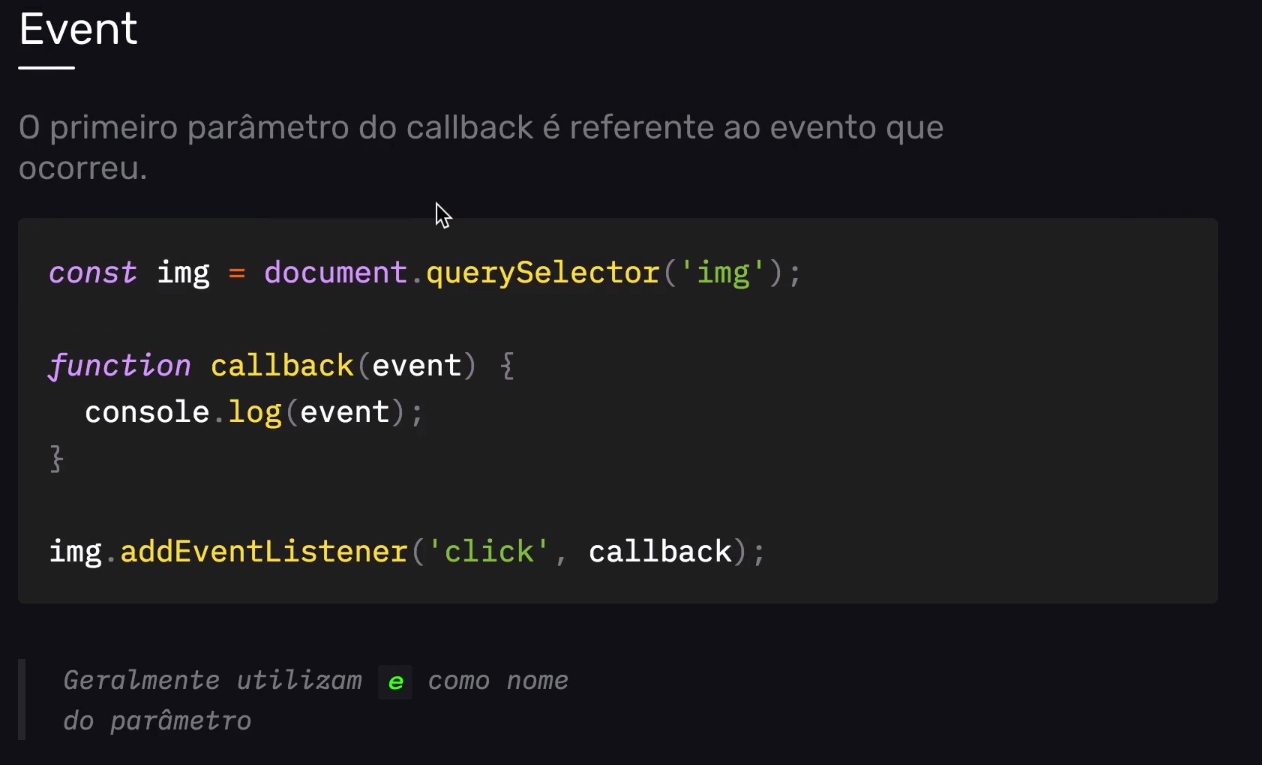 Event
O primeiro parâmetro do callback é referente ao evento que
ocorreu.
const img = document.querySelector('img');
function callback(event) {
  console.log(event);
}
img.addEventListener('click', callback);
Geralmente utilizam e como nome
do parâmetro